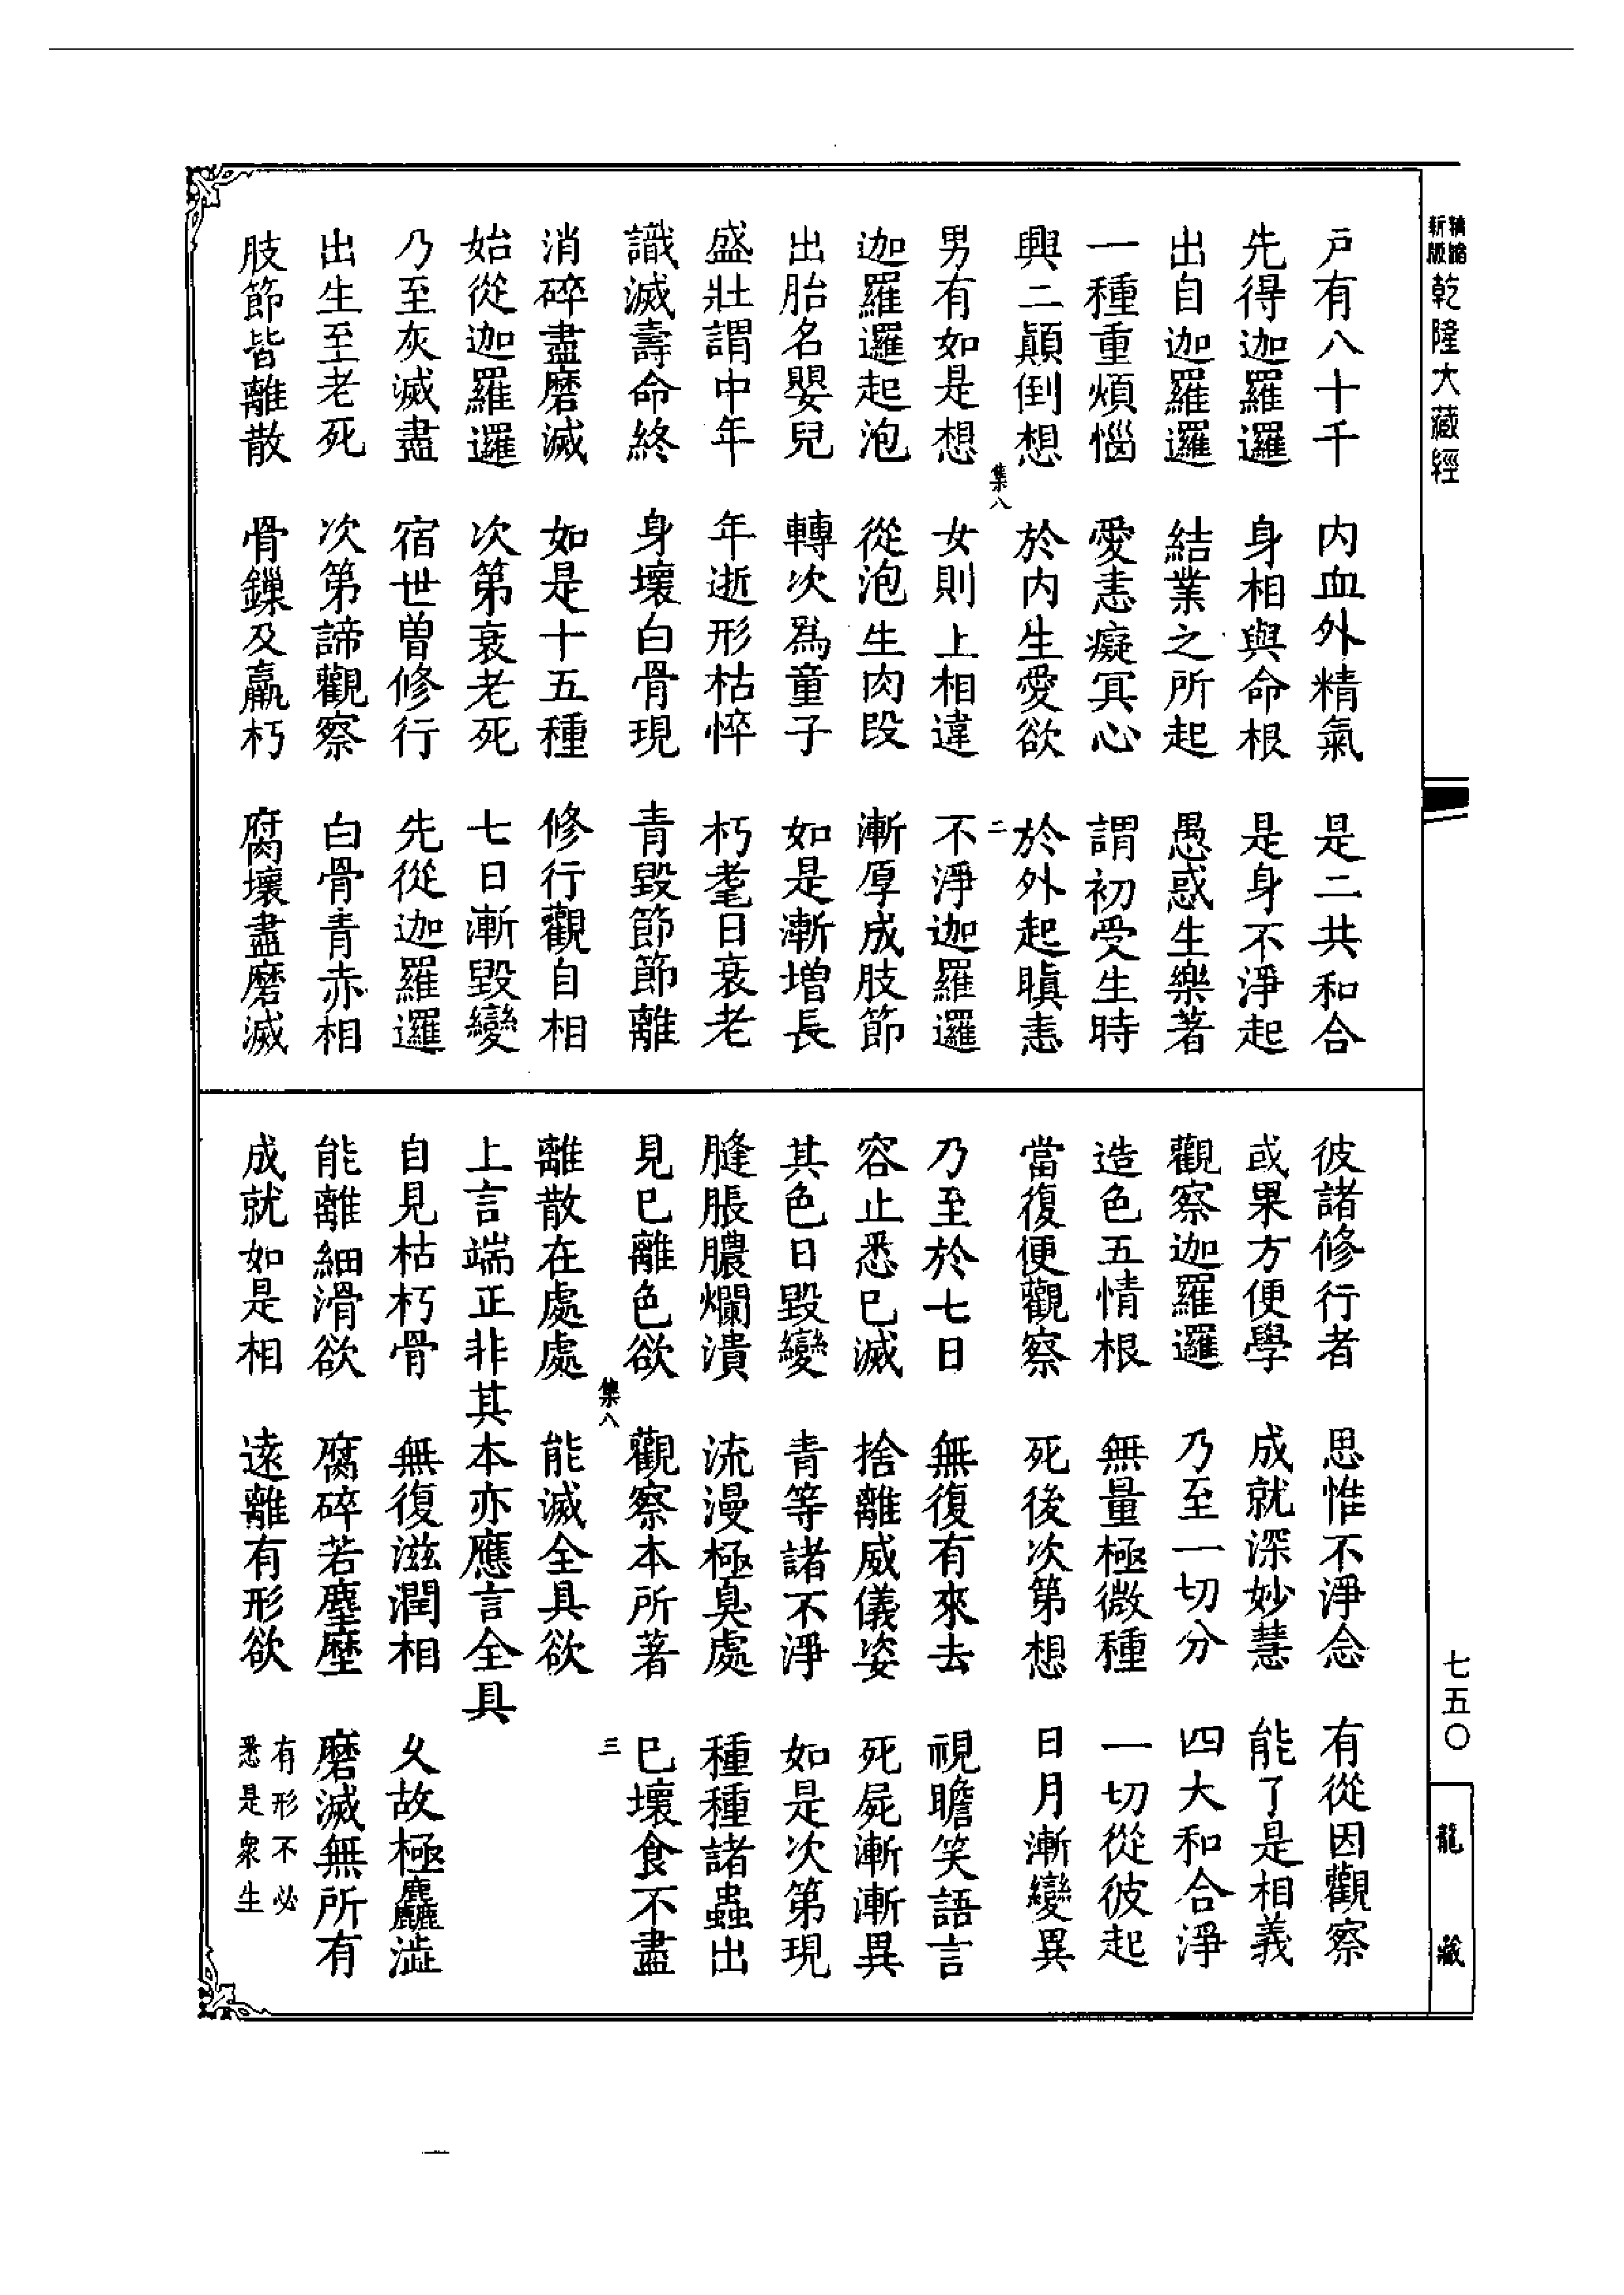 新版 精縮 乾隆大藏經
戶有八十千 内血外精氣 是二共和合
先得迦羅邏 身相與命根 是身不淨起
出自迦羅邏 結業之所起 愚惑生樂著
一種重煩惱 愛恚癡冥心 謂初受生時
興二顛倒想 於内生愛欲 於外起瞋恚
集八 二
男有如是想 女則上相違 不淨迦羅邏
迦羅邏起泡 從泡生肉段 漸厚成肢節
出胎名嬰兒 轉次爲童子 如是漸增長
盛壯謂中年 年逝形枯悴 朽耄日衰老
識滅壽命終 身壞白骨現 青毀節節離
消碎盡磨滅 如是十五種 修行觀自相
始從迦羅邏 次第衰老死 七日漸毀變
乃至灰滅盡 宿世曽修行 先從迦羅邏
出生至老死 次第諦觀察 白骨青赤相
肢節皆離散 骨鏁及羸朽 腐壞盡磨滅
彼諸修行者 思惟不淨念 有從因觀察
或果方便學 成就深妙慧 能了是相義
觀察迦羅邏 乃至一切分 四大和合淨
造色五情根 無量極微種 一切從彼起
當復便觀察 死後次第想 日月漸變異
乃至於七日 無復有來去 視瞻笑語言
容止悉已滅 捨離威儀姿 死屍漸漸異
其色日毀變 青等諸不淨 如是次第現
膖脹膿爛潰 流漫極臭處 種種諸蟲出
見已離色欲 觀察本所著 已壞食不盡
集八 三
離散在處處 能滅全具欲
上言端正非其本亦應言全具
自見枯朽骨 無復滋潤相 久故極麤澁
能離細滑欲 腐碎若塵塺 磨滅無所有
成就如是相 遠離有形欲 有形不必
悉是衆生
七五〇
龍藏